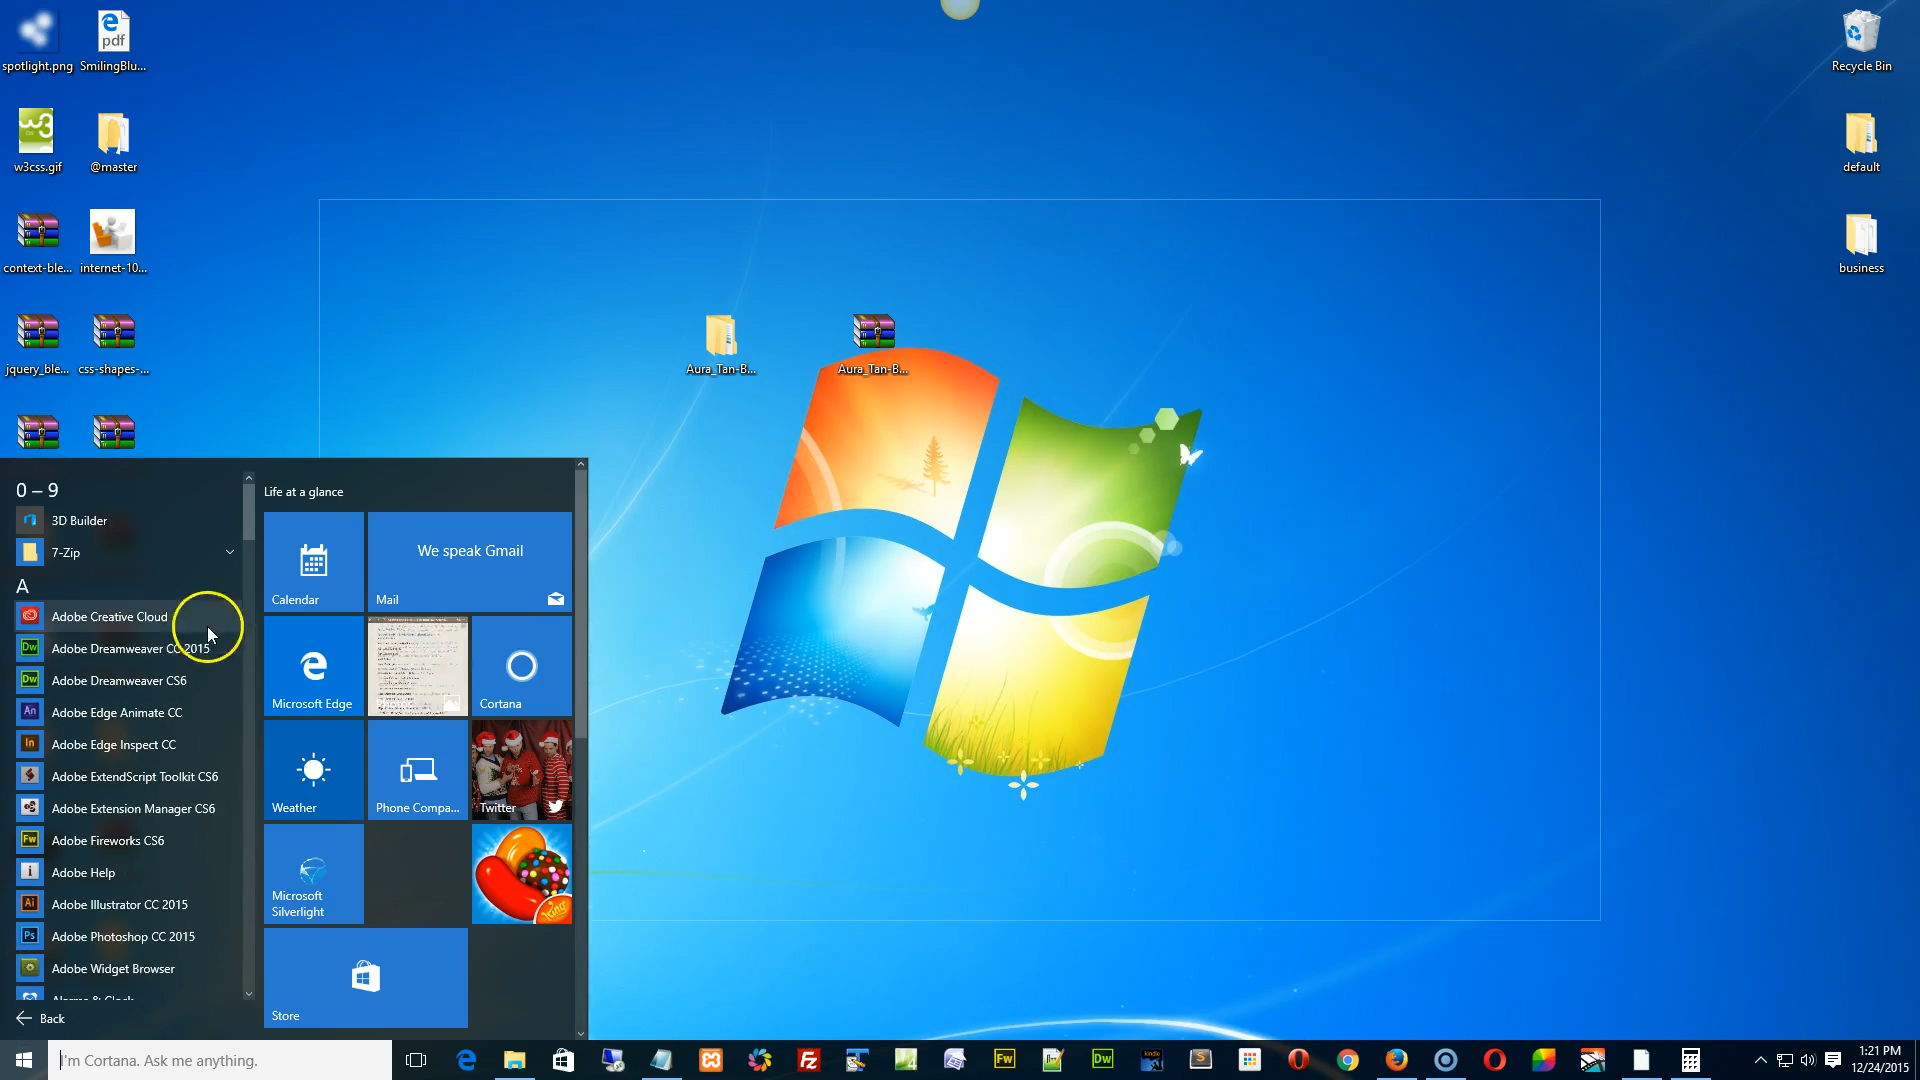 spotlight.png
SmilingBlu...
Recycle Bin
w3css.gif
@master
default
context-ble...
internet-10...
business
jquery_ble...
css-shapes-...
Aura_Tan-B...
Aura_Tan-B...
0 – 9
3D Builder
7-Zip
A
Adobe Creative Cloud
Adobe Dreamweaver CC 2015
Adobe Dreamweaver CS6
Adobe Edge Animate CC
Adobe Edge Inspect CC
Adobe ExtendScript Toolkit CS6
Adobe Extension Manager CS6
Adobe Fireworks CS6
Adobe Help
Adobe Illustrator CC 2015
Adobe Photoshop CC 2015
Adobe Widget Browser
Alarms & Clock
Back
Life at a glance
Calendar
We speak Gmail
Mail
Microsoft Edge
Photos
Cortana
Weather
Phone Compa...
Twitter
Microsoft
Silverlight
King
Store
I'm Cortana. Ask me anything.
1:21 PM
12/24/2015